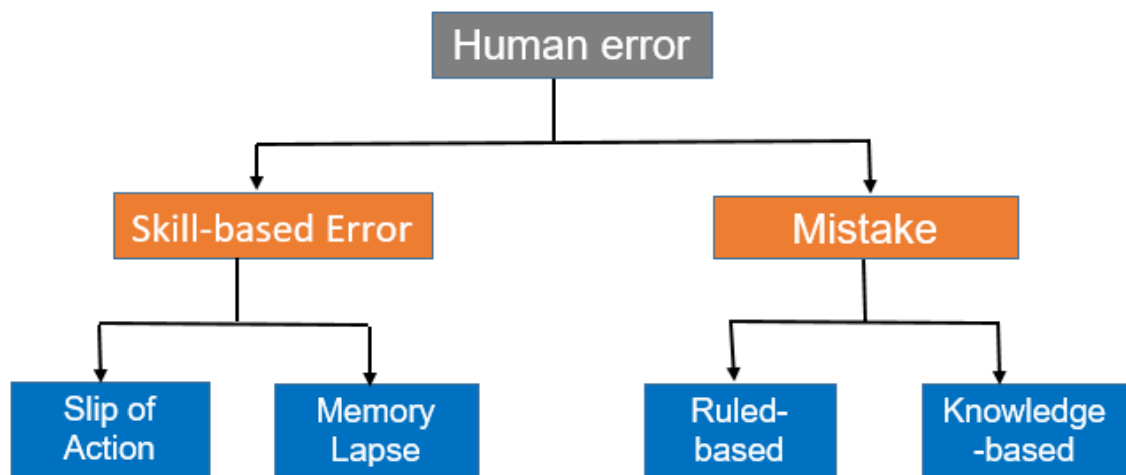 Human error
Skill-based Error
Mistake
Slip of
Action
Memory
Lapse
Ruled-
based
Knowledge
-based